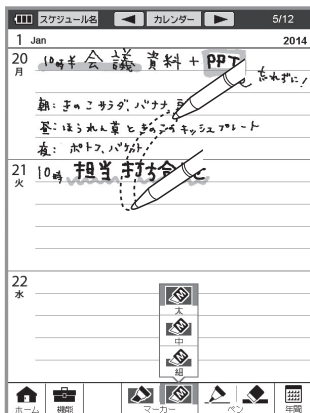 スケジュール名 カレンダー 5/12
1 Jan 2014
20 10時半 会議 資料 + PPT
月 忘れずに!
朝: きのこサラダ、バナナ
昼: ほうれん草ときのこのキッシュプレート
夜: ポトフ、バゲット
21 10時 担当 打ち合
火
22
水
太
中
細
ホーム 機能 マーカー ペン 年間